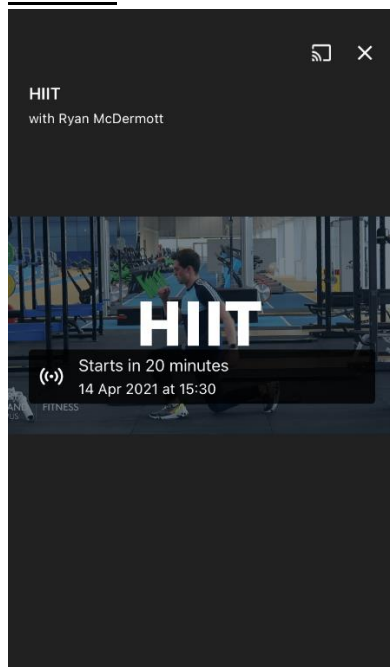 HIIT
with Ryan McDermott
HIIT
Starts in 20 minutes
14 Apr 2021 at 15:30
FITNESS